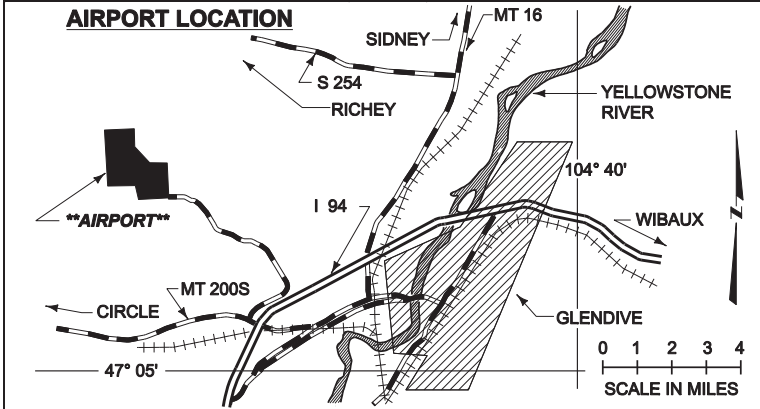 AIRPORT LOCATION
MT 16
SIDNEY
S 254
RICHEY
YELLOWSTONE
RIVER
104° 40'
**AIRPORT**
I 94
WIBAUX
N
MT 200S
CIRCLE
GLENDIVE
47° 05'
0 1 2 3 4
SCALE IN MILES